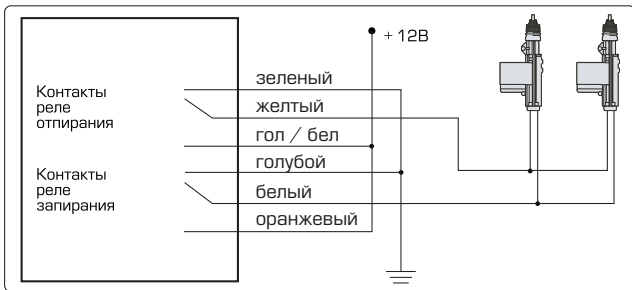 + 12В
зеленый
Контакты
реле
отпирания
желтый
гол / бел
голубой
Контакты
реле
запирания
белый
оранжевый